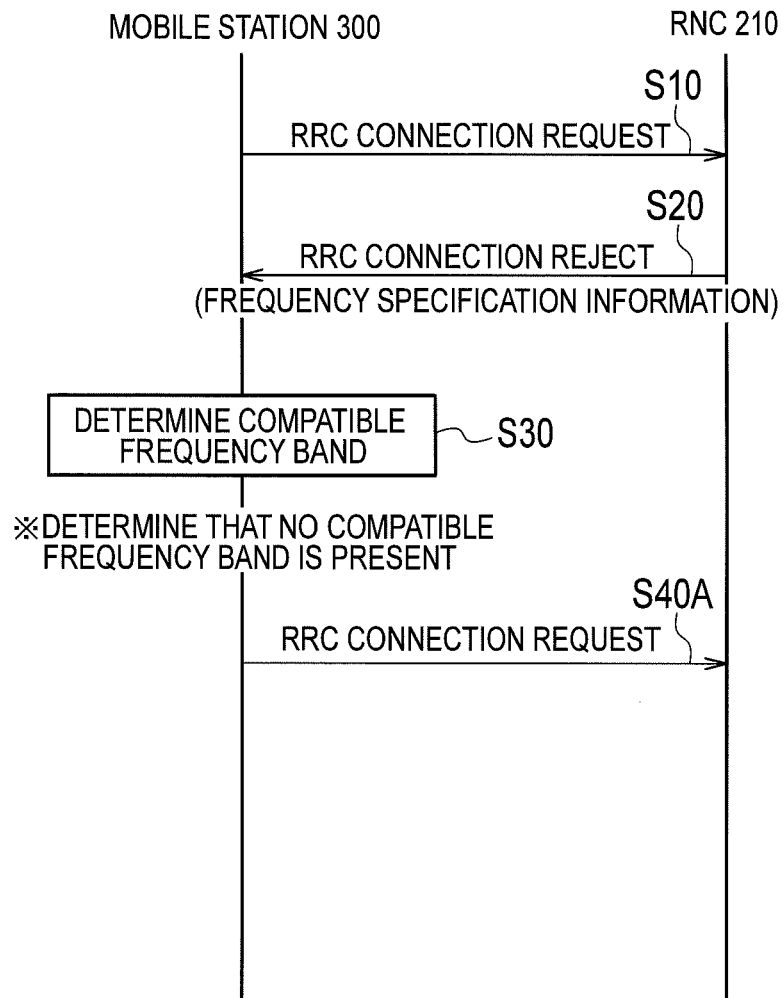 MOBILE STATION 300
RNC 210
S10
RRC CONNECTION REQUEST
S20
RRC CONNECTION REJECT
(FREQUENCY SPECIFICATION INFORMATION)
DETERMINE COMPATIBLE
FREQUENCY BAND
S30
※DETERMINE THAT NO COMPATIBLE
FREQUENCY BAND IS PRESENT
S40A
RRC CONNECTION REQUEST